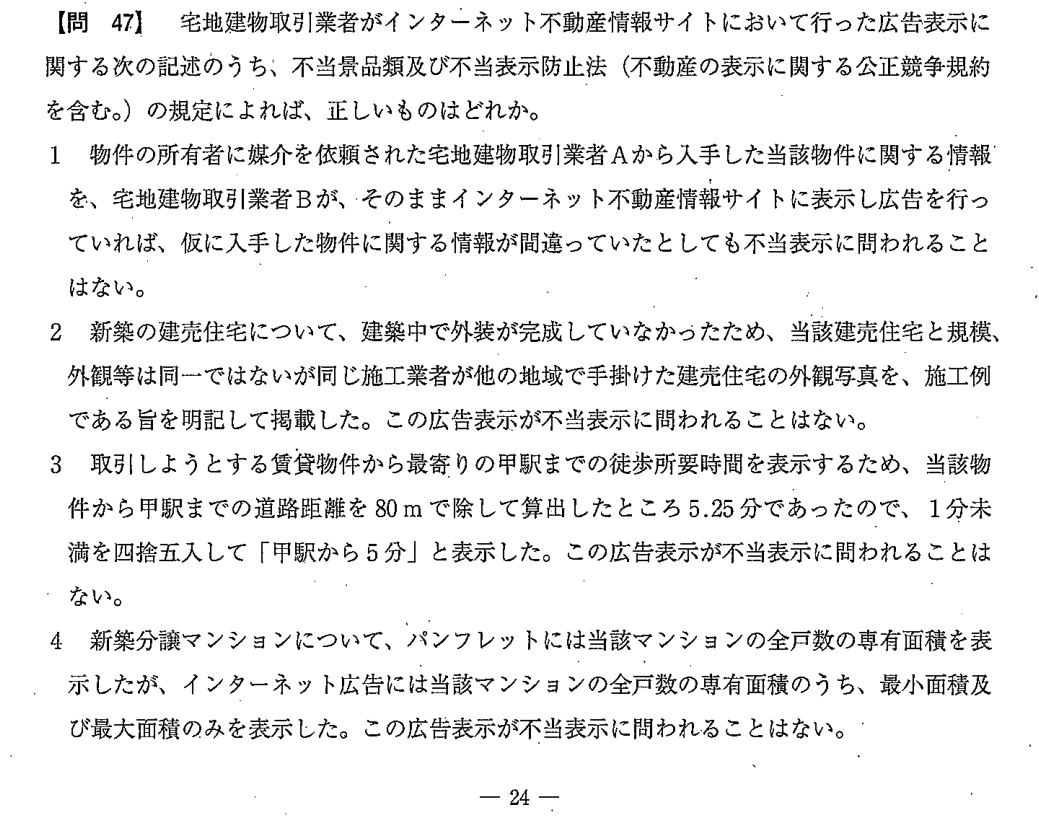 【問 47】 宅地建物取引業者がインターネット不動産情報サイトにおいて行った広告表示に
関する次の記述のうち、不当景品類及び不当表示防止法（不動産の表示に関する公正競争規約
を含む。）の規定によれば、正しいものはどれか。
1 物件の所有者に媒介を依頼された宅地建物取引業者Aから入手した当該物件に関する情報
を、宅地建物取引業者Bが、そのままインターネット不動産情報サイトに表示し広告を行っ
ていれば、仮に入手した物件に関する情報が間違っていたとしても不当表示に問われること
はない。
2 新築の建売住宅について、建築中で外装が完成していなかったため、当該建売住宅と規模、
外観等は同一ではないが同じ施工業者が他の地域で手掛けた建売住宅の外観写真を、施工例
である旨を明記して掲載した。この広告表示が不当表示に問われることはない。
3 取引しようとする賃貸物件から最寄りの甲駅までの徒歩所要時間を表示するため、当該物
件から甲駅までの道路距離を80mで除して算出したところ5.25分であったので、1分未
満を四捨五入して「甲駅から5分」と表示した。この広告表示が不当表示に問われることは
ない。
4 新築分譲マンションについて、パンフレットには当該マンションの全戸数の専有面積を表
示したが、インターネット広告には当該マンションの全戸数の専有面積のうち、最小面積及
び最大面積のみを表示した。この広告表示が不当表示に問われることはない。
― 24 ―